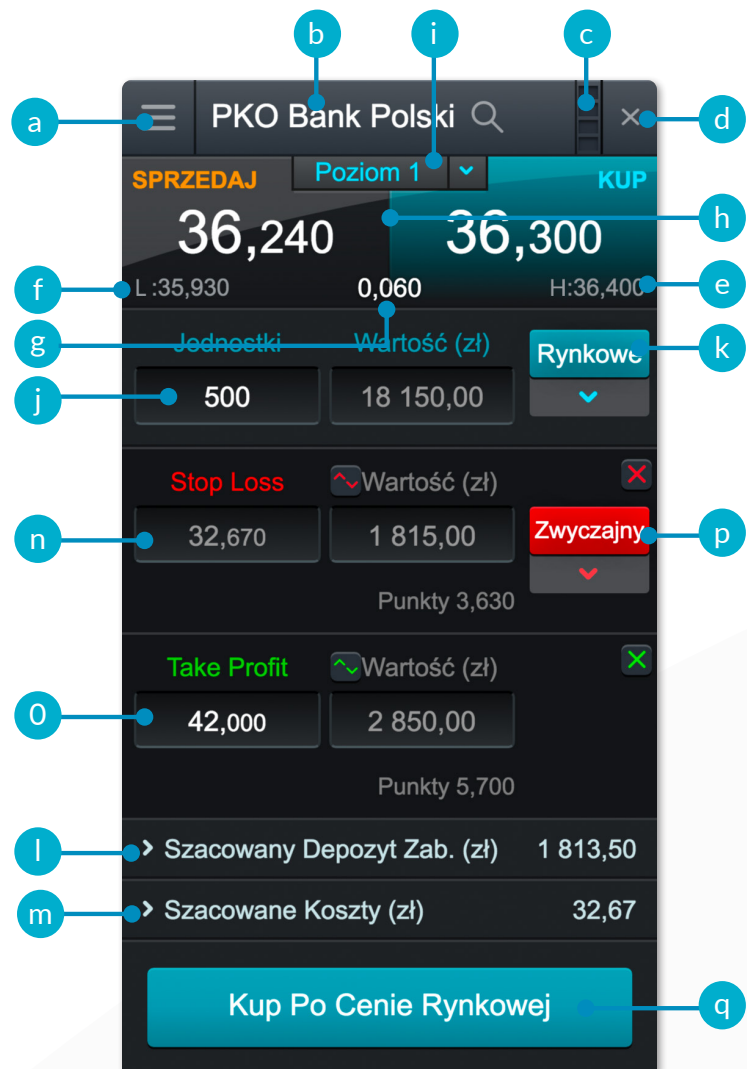 b i c
a PKO Bank Polski × d
SPRZEDAJ Poziom 1 KUP
36,240 36,300 h
f L :35,930 0,060 H:36,400 e
g Jednostki Wartość (zł) Rynkowe k
j 500 18 150,00
Stop Loss Wartość (zł)
n 32,670 1 815,00 Zwyczajny p
Punkty 3,630
Take Profit Wartość (zł)
o 42,000 2 850,00
Punkty 5,700
l Szacowany Depozyt Zab. (zł) 1 813,50
m Szacowane Koszty (zł) 32,67
Kup Po Cenie Rynkowej q